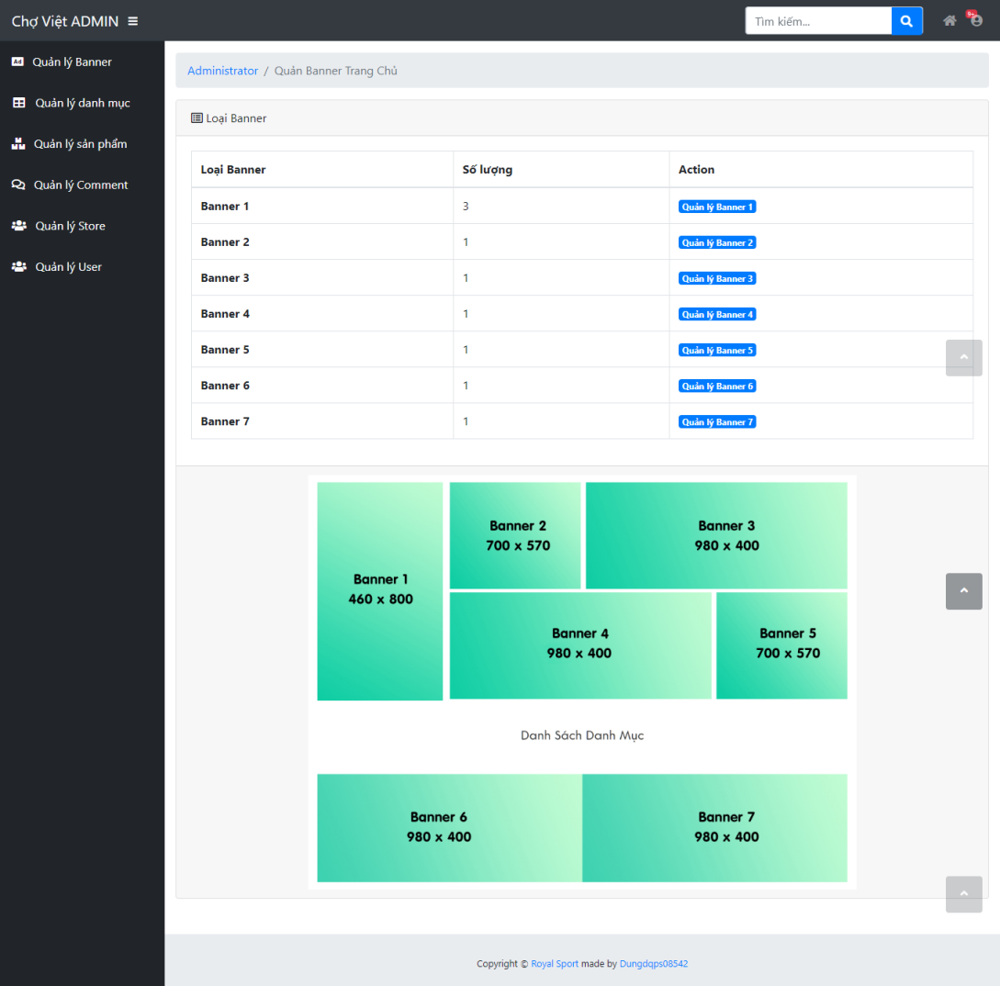 Chợ Việt ADMIN
Tìm kiếm...
9+
Ad Quản lý Banner
Quản lý danh mục
Quản lý sản phẩm
Quản lý Comment
Quản lý Store
Quản lý User
Administrator / Quản Banner Trang Chủ
Loại Banner
Loại Banner Số lượng Action
Banner 1 3 Quản lý Banner 1
Banner 2 1 Quản lý Banner 2
Banner 3 1 Quản lý Banner 3
Banner 4 1 Quản lý Banner 4
Banner 5 1 Quản lý Banner 5
Banner 6 1 Quản lý Banner 6
Banner 7 1 Quản lý Banner 7
Banner 1
460 x 800
Banner 2
700 x 570
Banner 3
980 x 400
Banner 4
980 x 400
Banner 5
700 x 570
Danh Sách Danh Mục
Banner 6
980 x 400
Banner 7
980 x 400
Copyright © Royal Sport made by Dungdqps08542